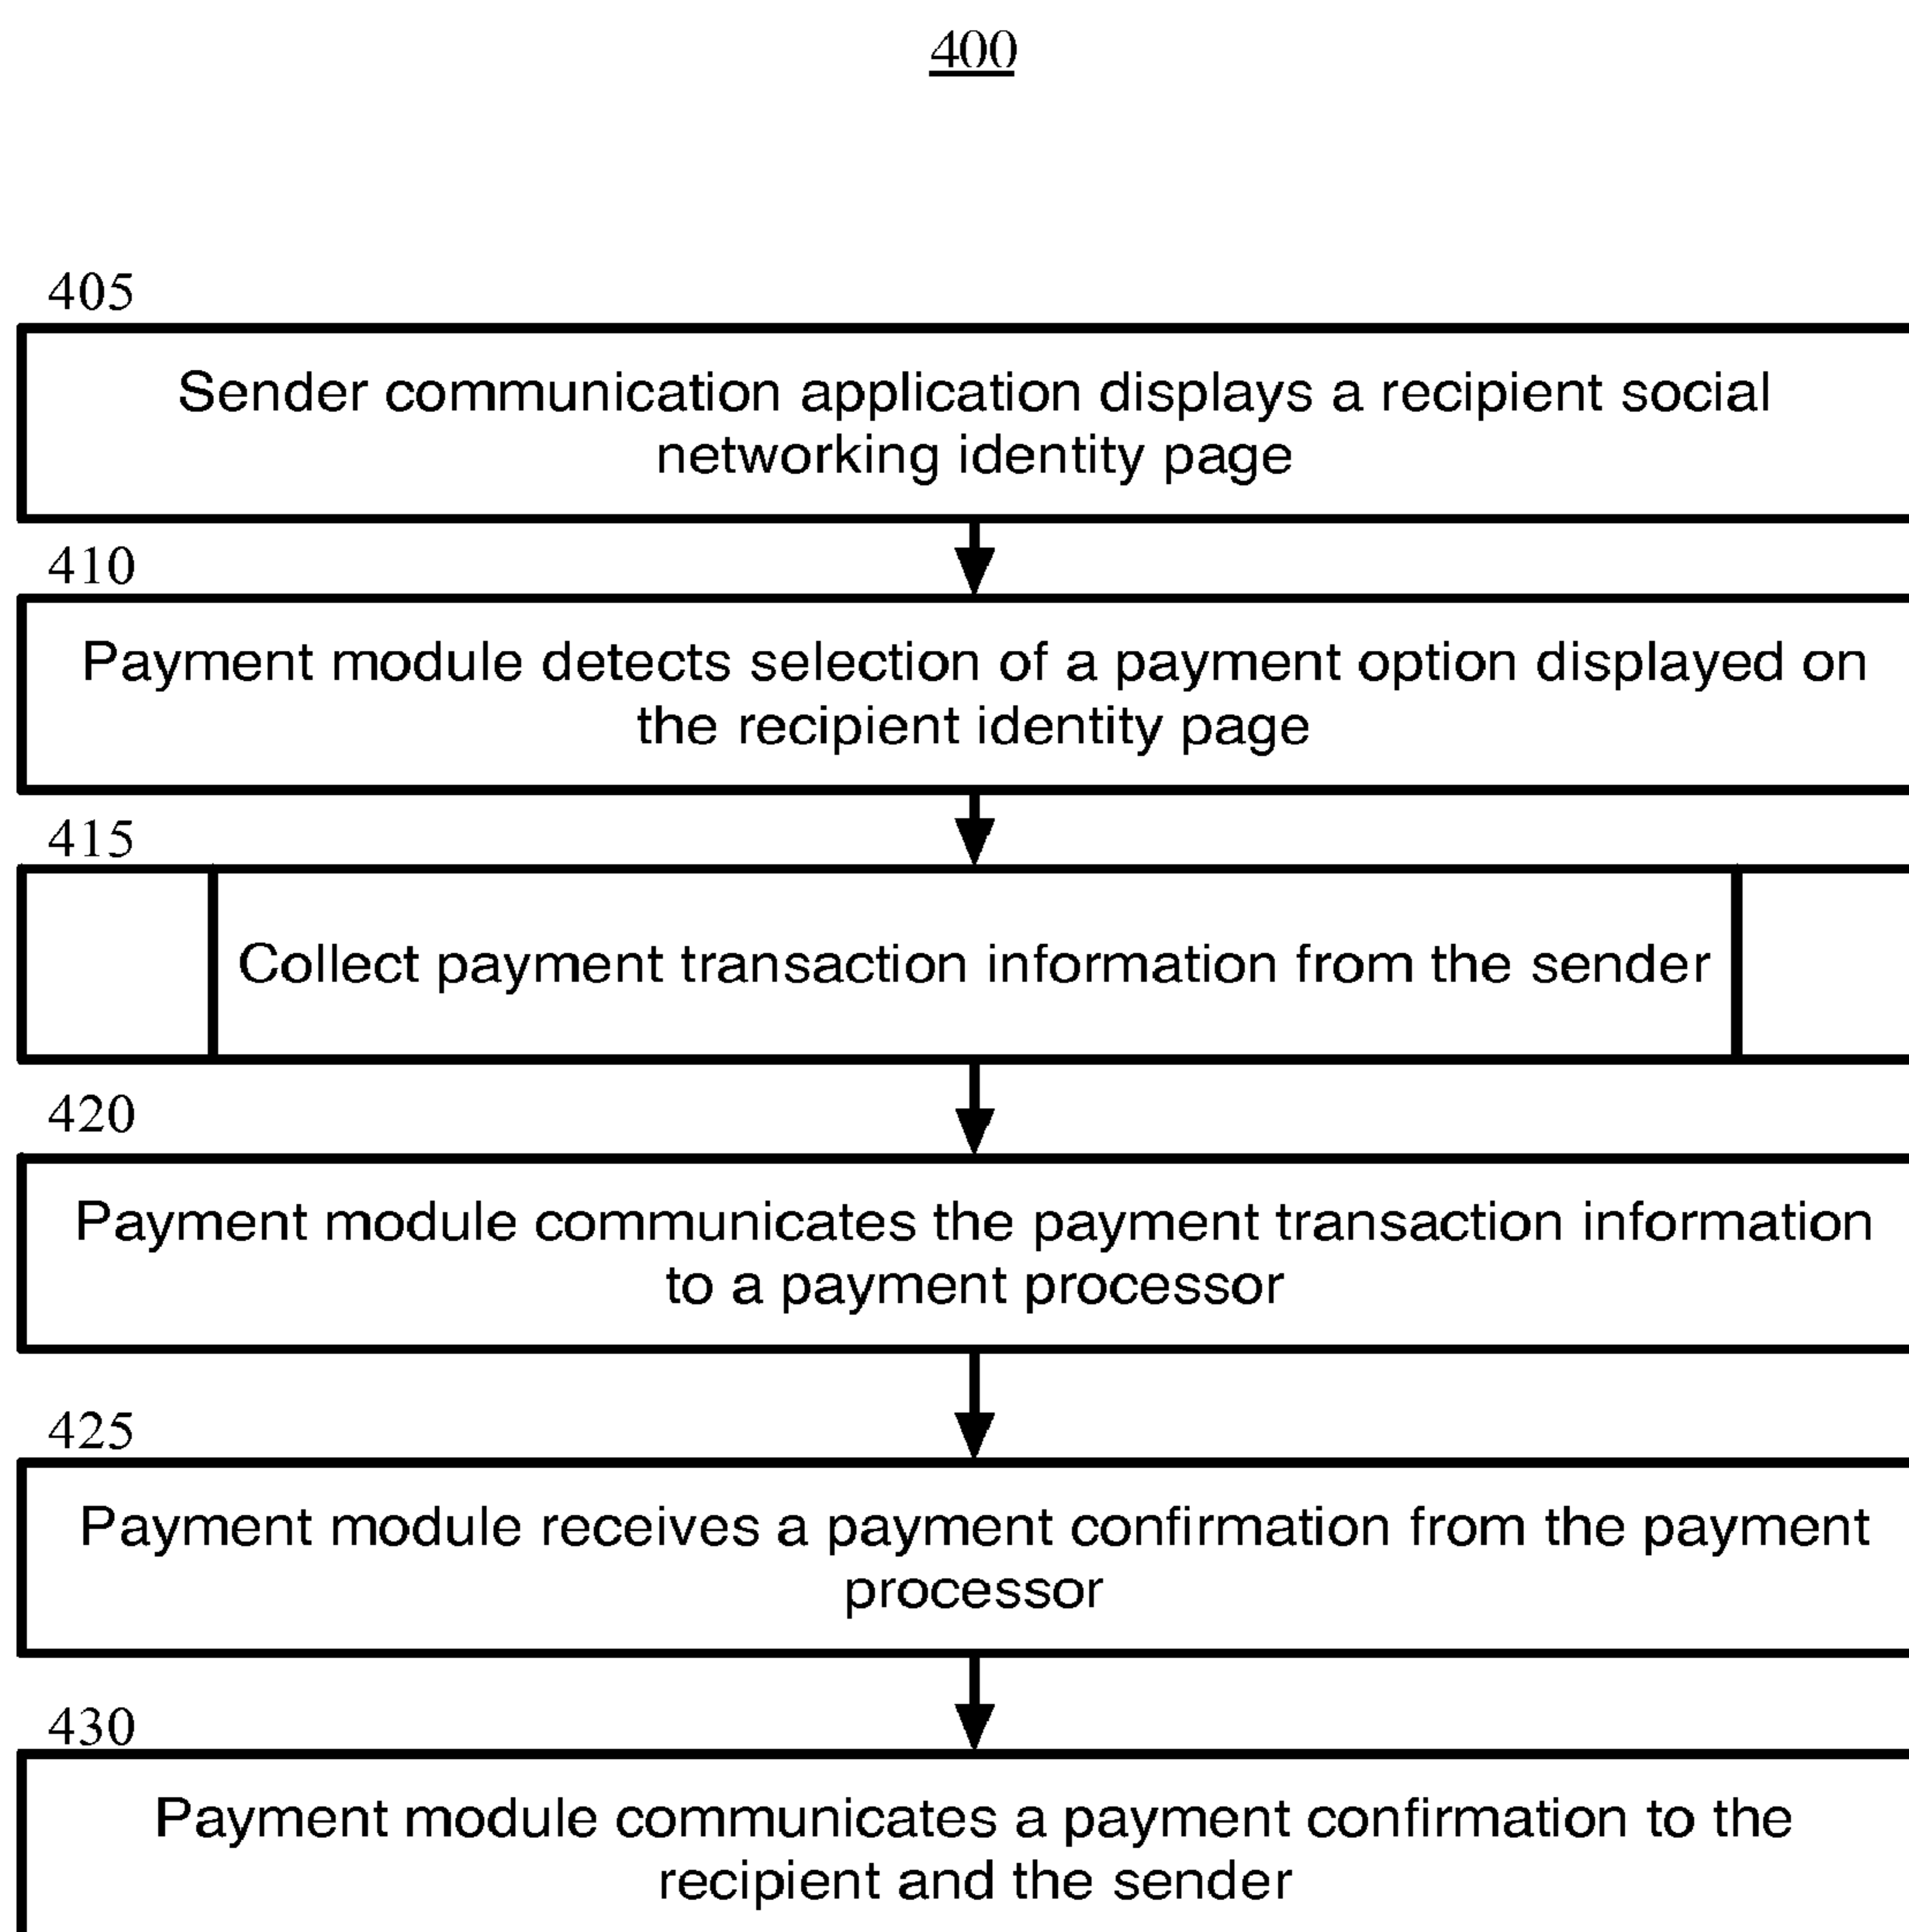 400
405
Sender communication application displays a recipient social
networking identity page
410
Payment module detects selection of a payment option displayed on
the recipient identity page
415
Collect payment transaction information from the sender
420
Payment module communicates the payment transaction information
to a payment processor
425
Payment module receives a payment confirmation from the payment
processor
430
Payment module communicates a payment confirmation to the
recipient and the sender